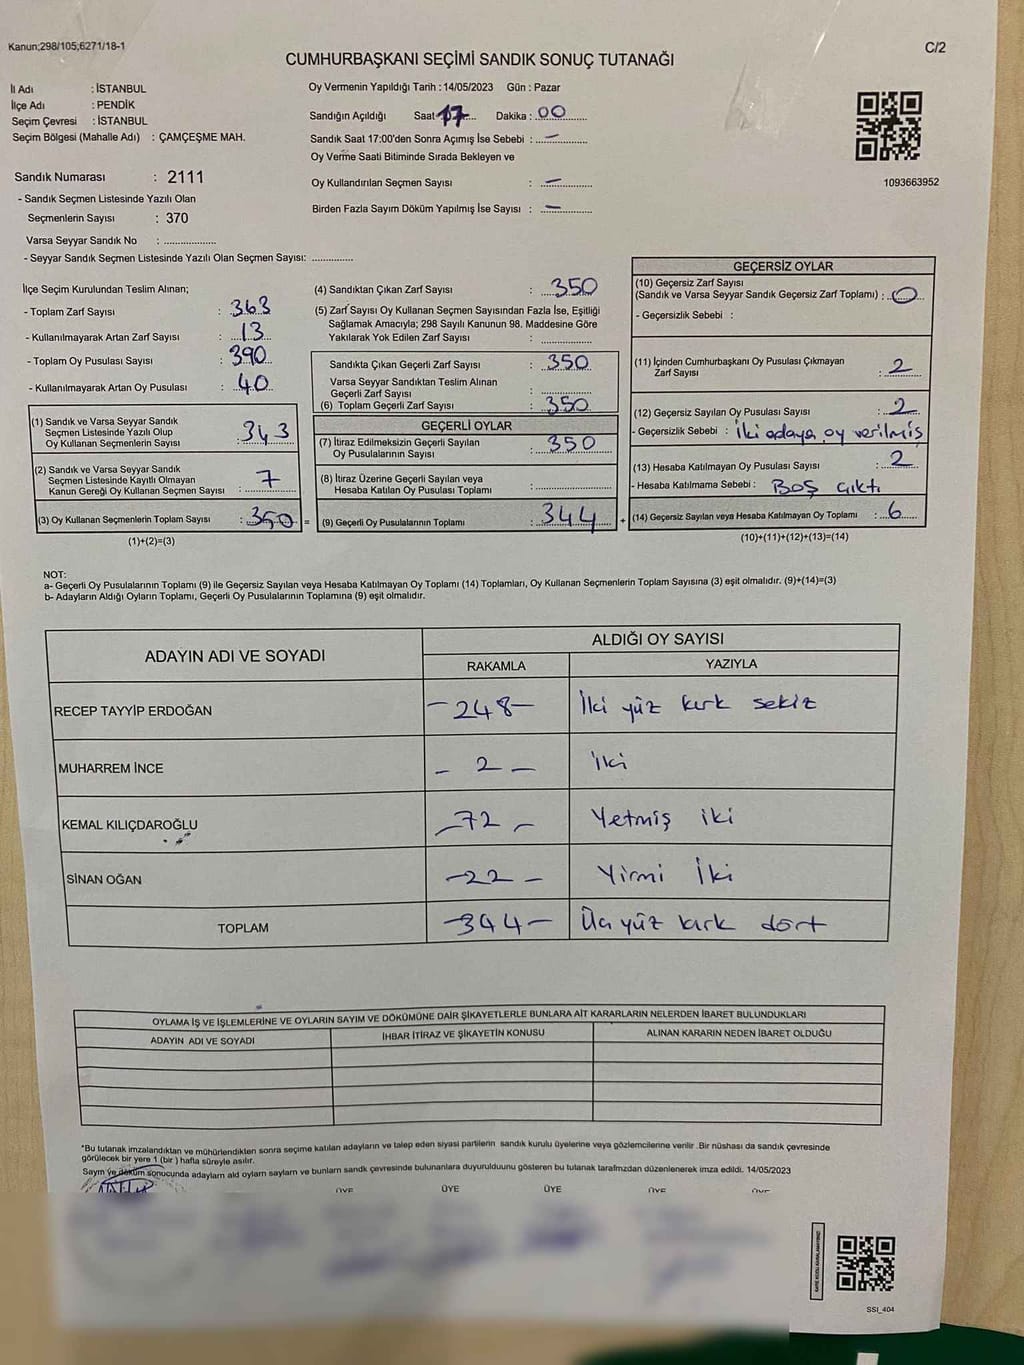 Kanun;298/105;6271/18-1
C/2
CUMHURBAŞKANI SEÇİMİ SANDIK SONUÇ TUTANAĞI
İl Adı : İSTANBUL
İlçe Adı : PENDİK
Seçim Çevresi : İSTANBUL
Seçim Bölgesi (Mahalle Adı) : ÇAMÇEŞME MAH.
Sandık Numarası : 2111
- Sandık Seçmen Listesinde Yazılı Olan
Seçmenlerin Sayısı : 370
Varsa Seyyar Sandık No : ..................
- Seyyar Sandık Seçmen Listesinde Yazılı Olan Seçmen Sayısı: ..............
Oy Vermenin Yapıldığı Tarih : 14/05/2023 Gün : Pazar
Sandığın Açıldığı Saat 17 Dakika : 00
Sandık Saat 17:00'den Sonra Açımış İse Sebebi : —
Oy Verme Saati Bitiminde Sırada Bekleyen ve
Oy Kullandırılan Seçmen Sayısı : —
Birden Fazla Sayım Döküm Yapılmış İse Sayısı : —
1093663952
İlçe Seçim Kurulundan Teslim Alınan;
- Toplam Zarf Sayısı : 363
- Kullanılmayarak Artan Zarf Sayısı : 13
- Toplam Oy Pusulası Sayısı : 390
- Kullanılmayarak Artan Oy Pusulası : 40
(1) Sandık ve Varsa Seyyar Sandık
Seçmen Listesinde Yazılı Olup
Oy Kullanan Seçmenlerin Sayısı : 343
(2) Sandık ve Varsa Seyyar Sandık
Seçmen Listesinde Kayıtlı Olmayan
Kanun Gereği Oy Kullanan Seçmen Sayısı : 7
(3) Oy Kullanan Seçmenlerin Toplam Sayısı : 350 =
(1)+(2)=(3)
(4) Sandıktan Çıkan Zarf Sayısı : 350
(5) Zarf Sayısı Oy Kullanan Seçmen Sayısından Fazla İse, Eşitliği
Sağlamak Amacıyla; 298 Sayılı Kanunun 98. Maddesine Göre
Yakılarak Yok Edilen Zarf Sayısı : ..............
Sandıkta Çıkan Geçerli Zarf Sayısı : 350
Varsa Seyyar Sandıktan Teslim Alınan
Geçerli Zarf Sayısı : ..............
(6) Toplam Geçerli Zarf Sayısı : 350
GEÇERLİ OYLAR
(7) İtiraz Edilmeksizin Geçerli Sayılan
Oy Pusulalarının Sayısı : 350
(8) İtiraz Üzerine Geçerli Sayılan veya
Hesaba Katılan Oy Pusulası Toplamı : ..............
(9) Geçerli Oy Pusulalarının Toplamı : 344 +
GEÇERSİZ OYLAR
(10) Geçersiz Zarf Sayısı
(Sandık ve Varsa Seyyar Sandık Geçersiz Zarf Toplamı) : 0
- Geçersizlik Sebebi :
(11) İçinden Cumhurbaşkanı Oy Pusulası Çıkmayan
Zarf Sayısı : 2
(12) Geçersiz Sayılan Oy Pusulası Sayısı : 2
- Geçersizlik Sebebi : İki adaya oy verilmiş
(13) Hesaba Katılmayan Oy Pusulası Sayısı : 2
- Hesaba Katılmama Sebebi : Boş çıktı
(14) Geçersiz Sayılan veya Hesaba Katılmayan Oy Toplamı : 6
(10)+(11)+(12)+(13)=(14)
NOT:
a- Geçerli Oy Pusulalarının Toplamı (9) ile Geçersiz Sayılan veya Hesaba Katılmayan Oy Toplamı (14) Toplamları, Oy Kullanan Seçmenlerin Toplam Sayısına (3) eşit olmalıdır. (9)+(14)=(3)
b- Adayların Aldığı Oyların Toplamı, Geçerli Oy Pusulalarının Toplamına (9) eşit olmalıdır.
ADAYIN ADI VE SOYADI ALDIĞI OY SAYISI
RAKAMLA YAZIYLA
RECEP TAYYİP ERDOĞAN -248- İki yüz kırk sekiz
MUHARREM İNCE - 2 - İki
KEMAL KILIÇDAROĞLU -72- Yetmiş iki
SİNAN OĞAN -22- Yirmi İki
TOPLAM -344- Üç yüz kırk dört
OYLAMA İŞ VE İŞLEMLERİNE VE OYLARIN SAYIM VE DÖKÜMÜNE DAİR ŞİKAYETLERLE BUNLARA AİT KARARLARIN NELERDEN İBARET BULUNDUKLARI
ADAYIN ADI VE SOYADI İHBAR İTİRAZ VE ŞİKAYETİN KONUSU ALINAN KARARIN NEDEN İBARET OLDUĞU
*Bu tutanak imzalandıktan ve mühürlendikten sonra seçime katılan adayların ve talep eden siyasi partilerin sandık kurulu üyelerine veya gözlemcilerine verilir .Bir nüshası da sandık çevresinde
görülecek bir yere 1 (bir ) hafta süreyle asılır.
Sayım ve döküm sonucunda adayların ald oyların sayların ve bunların sandık çevresinde bulunanlara duyurulduunu gösteren bu tutanak tarafımzdan düzenlenerek imza edildi. 14/05/2023
ÜYE ÜYE ÜYE ÜYE ÜYE
SSI_404